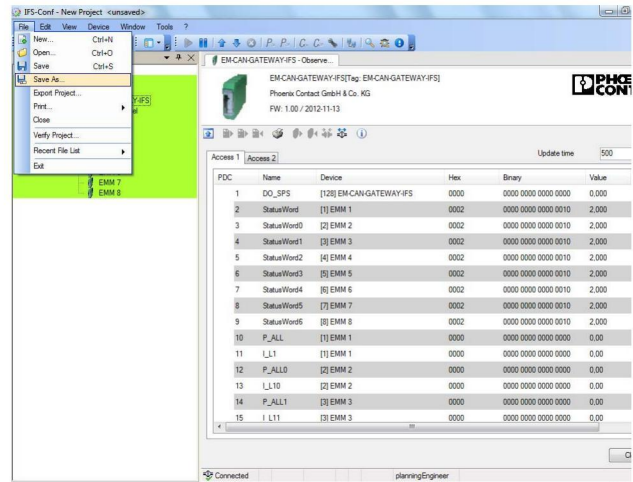 IFS-Conf - New Project <unsaved>
File Edit View Device Window Tools ?
New... Ctrl+N
Open... Ctrl+O
Save Ctrl+S
Save As...
Export Project...
Print...
Close
Verify Project...
Recent File List
Exit
Y-IFS)
EMM 7
EMM 8
EM-CAN-GATEWAY-IFS - Observe...
EM-CAN-GATEWAY-IFS[Tag: EM-CAN-GATEWAY-IFS]
Phoenix Contact GmbH & Co. KG
FW: 1.00 / 2012-11-13
PHOE
CONT
Access 1 Access 2 Update time 500
PDC Name Device Hex Binary Value
1 DO_SPS [128] EM-CAN-GATEWAY-IFS 0000 0000 0000 0000 0000 0,000
2 StatusWord [1] EMM 1 0002 0000 0000 0000 0010 2,000
3 StatusWord0 [2] EMM 2 0002 0000 0000 0000 0010 2,000
4 StatusWord1 [3] EMM 3 0002 0000 0000 0000 0010 2,000
5 StatusWord2 [4] EMM 4 0002 0000 0000 0000 0010 2,000
6 StatusWord3 [5] EMM 5 0002 0000 0000 0000 0010 2,000
7 StatusWord4 [6] EMM 6 0002 0000 0000 0000 0010 2,000
8 StatusWord5 [7] EMM 7 0002 0000 0000 0000 0010 2,000
9 StatusWord6 [8] EMM 8 0002 0000 0000 0000 0010 2,000
10 P_ALL [1] EMM 1 0000 0000 0000 0000 0000 0,00
11 I_L1 [1] EMM 1 0000 0000 0000 0000 0000 0,00
12 P_ALL0 [2] EMM 2 0000 0000 0000 0000 0000 0,00
13 I_L10 [2] EMM 2 0000 0000 0000 0000 0000 0,00
14 P_ALL1 [3] EMM 3 0000 0000 0000 0000 0000 0,00
15 I_L11 [3] EMM 3 0000 0000 0000 0000 0000 0,00
Connected planningEngineer